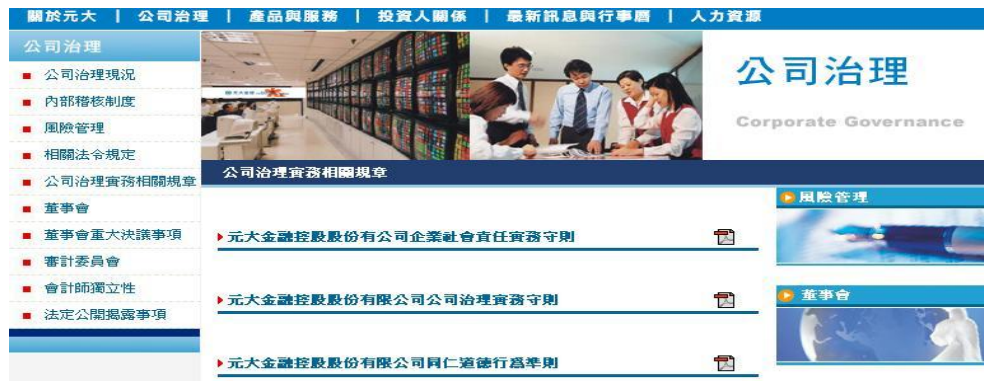 關於元大 | 公司治理 | 產品與服務 | 投資人關係 | 最新訊息與行事曆 | 人力資源
公司治理
公司治理現況
內部稽核制度
風險管理
相關法令規定
公司治理實務相關規章
董事會
董事會重大決議事項
審計委員會
會計師獨立性
法定公開揭露事項
公司治理
Corporate Governance
公司治理實務相關規章
元大金融控股股份有公司企業社會責任實務守則
元大金融控股股份有限公司公司治理實務守則
元大金融控股股份有限公司同仁道德行為準則
風險管理
董事會